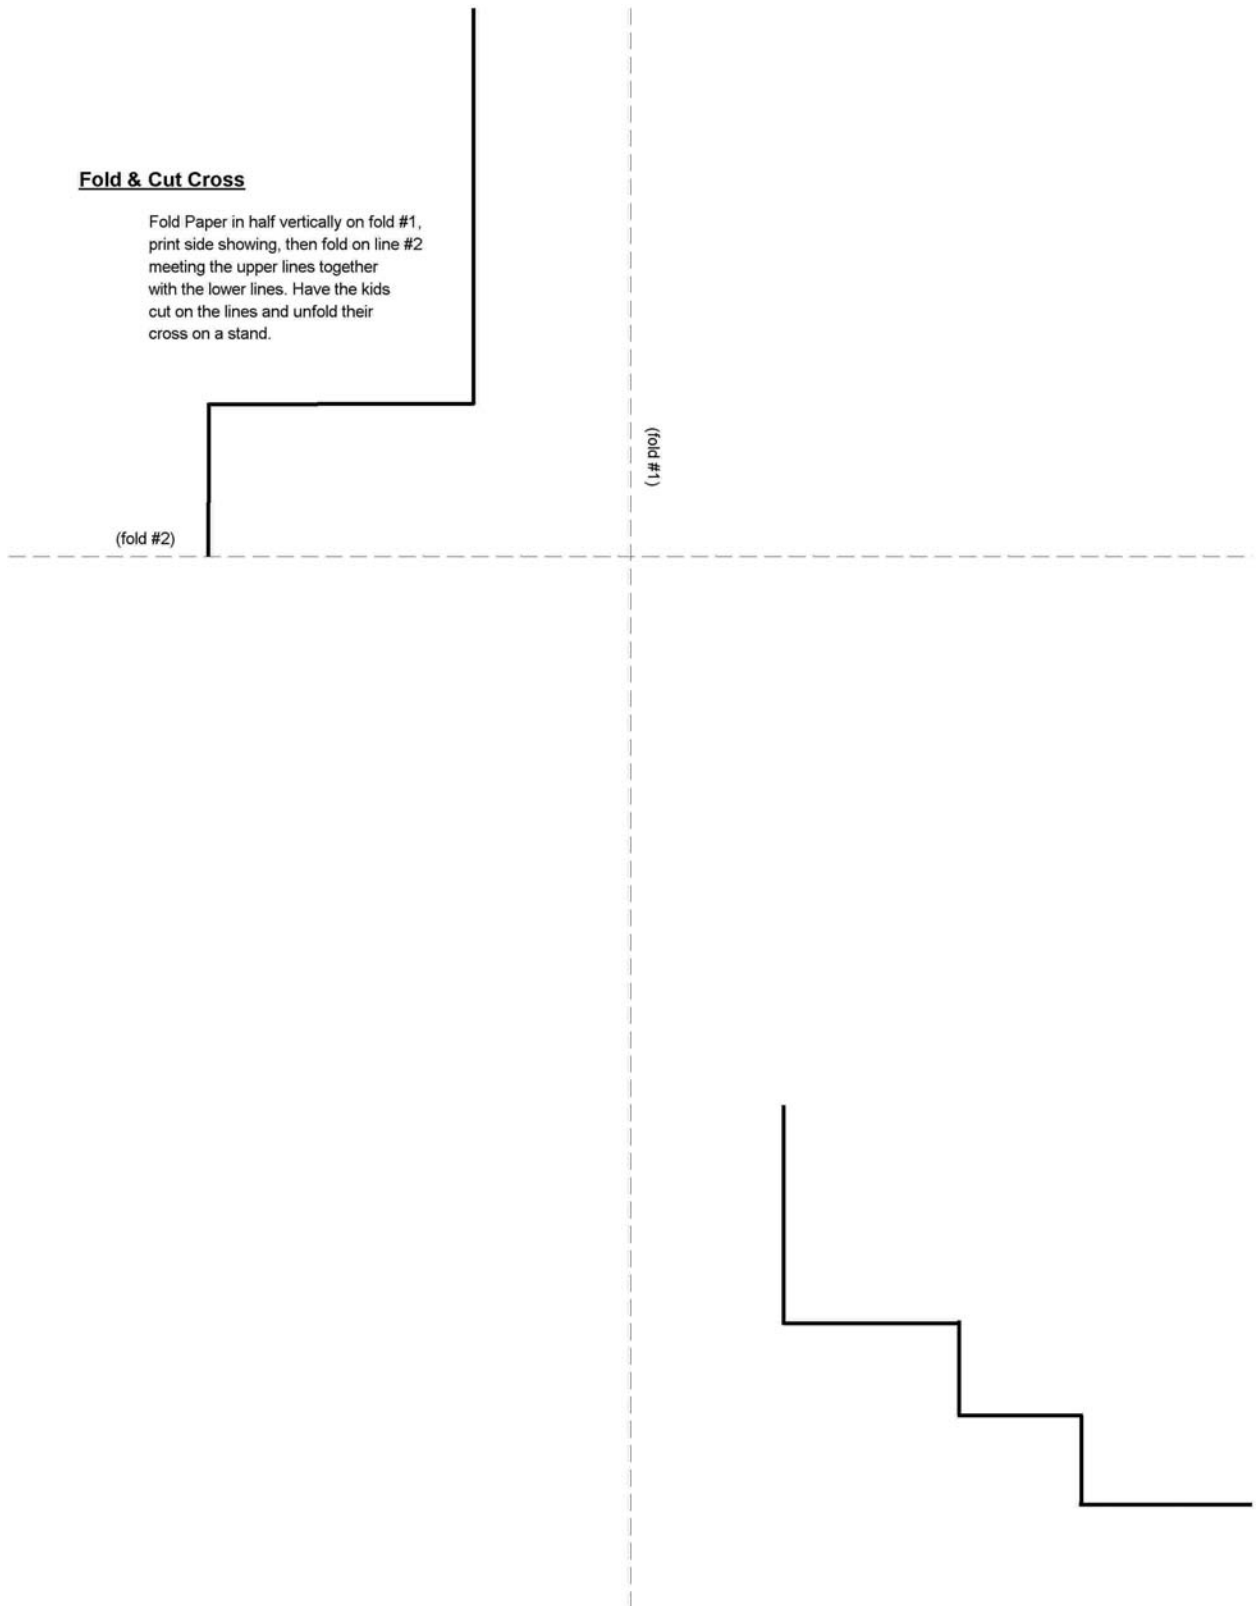 Fold & Cut Cross
Fold Paper in half vertically on fold #1,
print side showing, then fold on line #2
meeting the upper lines together
with the lower lines. Have the kids
cut on the lines and unfold their
cross on a stand.
(fold #1)
(fold #2)